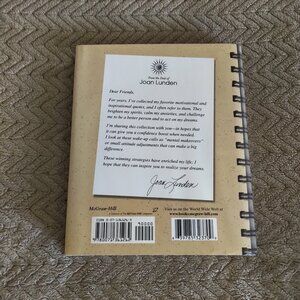 From the Desk of
Joan Lunden
Dear Friends,
For years, I've collected my favorite motivational and
inspirational quotes, and I often refer to them. They
brighten my spirits, calm my anxieties, and challenge
me to be a better person and to act on my dreams.
I'm sharing this collection with you—in hopes that
it can give you a confidence boost when needed.
Look at these wake-up calls as "mental makeovers"
or small attitude adjustments that can make a big
difference.
These winning strategies have enriched my life; I
hope that they can inspire you to realize your dreams.
Joan Lunden
McGraw-Hill
Visit us on the World Wide Web at